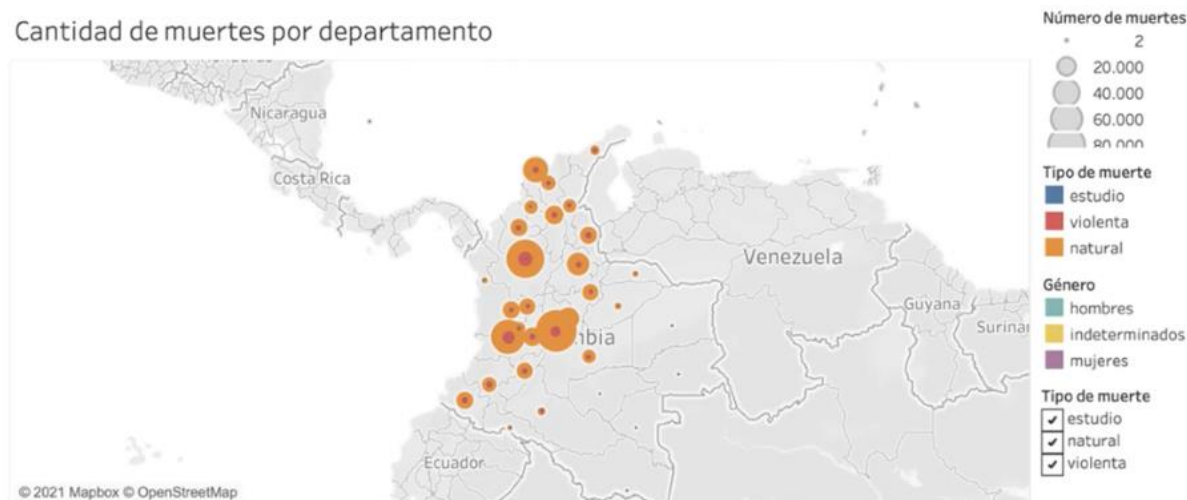 Cantidad de muertes por departamento
Nicaragua
Costa Rica
Venezuela
Guyana
Surinar
mbia
Ecuador
© 2021 Mapbox © OpenStreetMap
Número de muertes
2
20.000
40.000
60.000
80.000
Tipo de muerte
estudio
violenta
natural
Género
hombres
indeterminados
mujeres
Tipo de muerte
estudio
natural
violenta